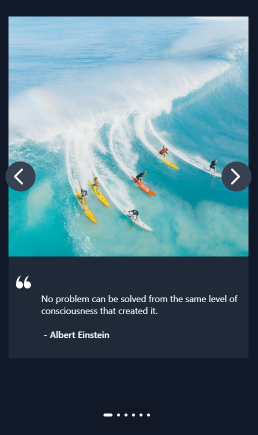 “
No problem can be solved from the same level of
consciousness that created it.
- Albert Einstein